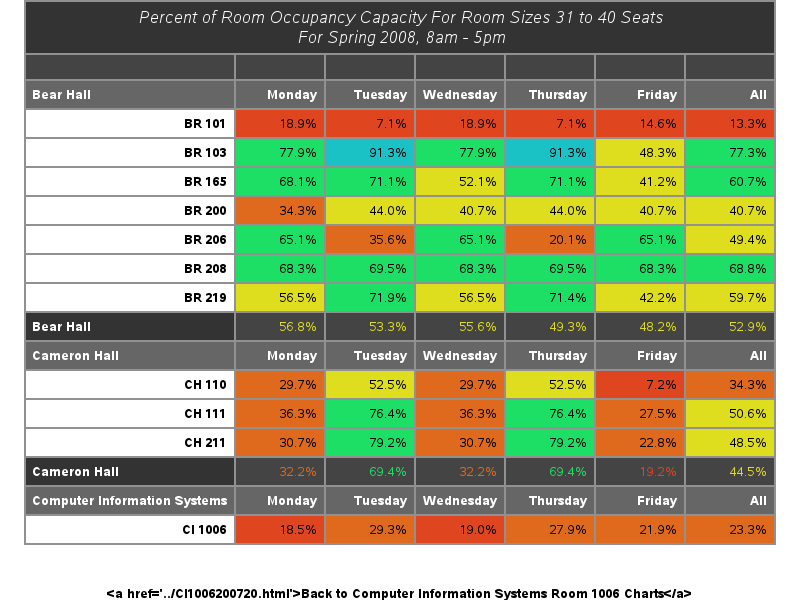 Percent of Room Occupancy Capacity For Room Sizes 31 to 40 Seats
For Spring 2008, 8am - 5pm
Bear Hall Monday Tuesday Wednesday Thursday Friday All
BR 101 18.9% 7.1% 18.9% 7.1% 14.6% 13.3%
BR 103 77.9% 91.3% 77.9% 91.3% 48.3% 77.3%
BR 165 68.1% 71.1% 52.1% 71.1% 41.2% 60.7%
BR 200 34.3% 44.0% 40.7% 44.0% 40.7% 40.7%
BR 206 65.1% 35.6% 65.1% 20.1% 65.1% 49.4%
BR 208 68.3% 69.5% 68.3% 69.5% 68.3% 68.8%
BR 219 56.5% 71.9% 56.5% 71.4% 42.2% 59.7%
Bear Hall 56.8% 53.3% 55.6% 49.3% 48.2% 52.9%
Cameron Hall Monday Tuesday Wednesday Thursday Friday All
CH 110 29.7% 52.5% 29.7% 52.5% 7.2% 34.3%
CH 111 36.3% 76.4% 36.3% 76.4% 27.5% 50.6%
CH 211 30.7% 79.2% 30.7% 79.2% 22.8% 48.5%
Cameron Hall 32.2% 69.4% 32.2% 69.4% 19.2% 44.5%
Computer Information Systems Monday Tuesday Wednesday Thursday Friday All
CI 1006 18.5% 29.3% 19.0% 27.9% 21.9% 23.3%
<a href='../CI1006200720.html'>Back to Computer Information Systems Room 1006 Charts</a>